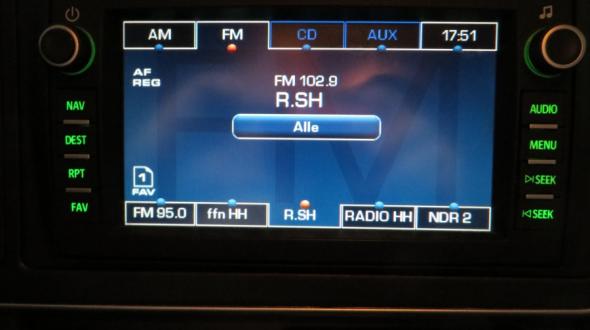 AM FM CD AUX 17:51
AF
REG
FM 102.9
R.SH
Alle
1
FAV
FM 95.0 ffn HH R.SH RADIO HH NDR 2
NAV
DEST
RPT
FAV
AUDIO
MENU
SEEK
SEEK